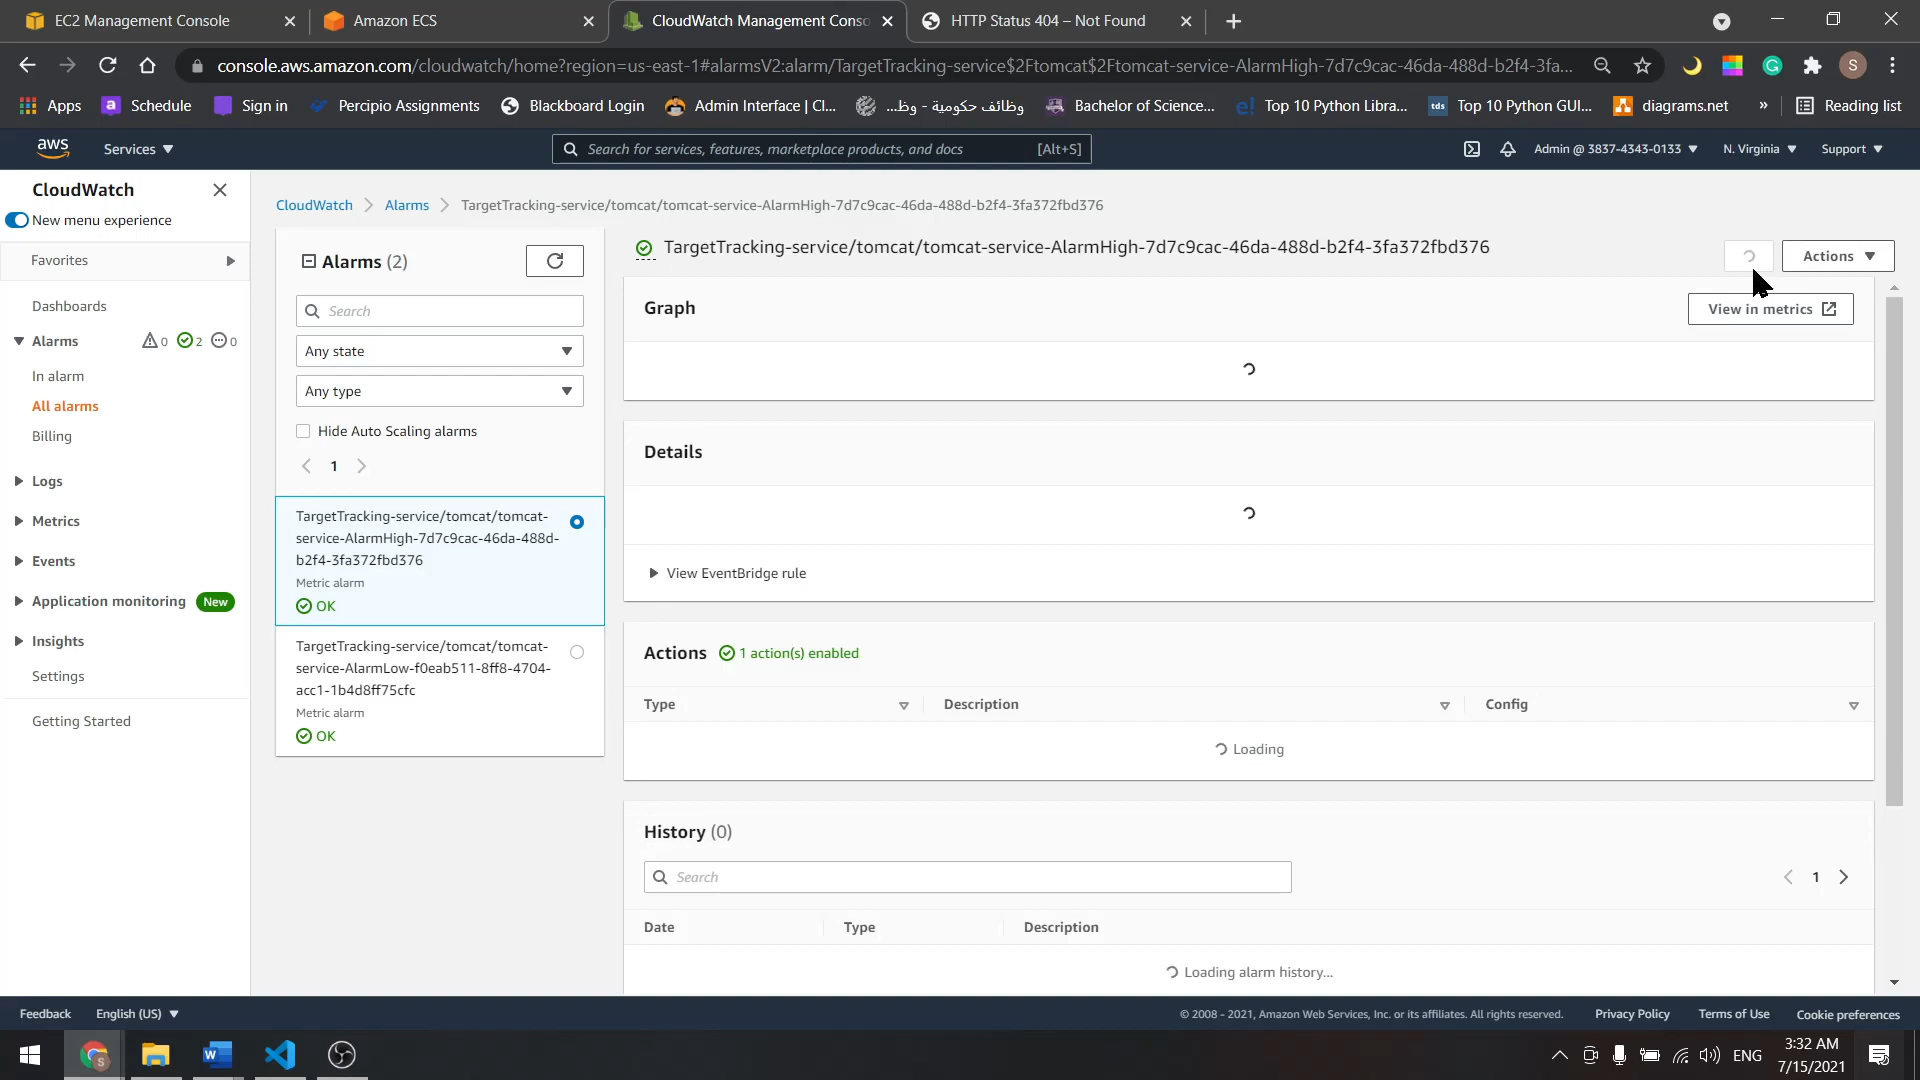 EC2 Management Console
Amazon ECS
CloudWatch Management Conso
HTTP Status 404 – Not Found
console.aws.amazon.com/cloudwatch/home?region=us-east-1#alarmsV2:alarm/TargetTracking-service$2Ftomcat$2Ftomcat-service-AlarmHigh-7d7c9cac-46da-488d-b2f4-3fa...
S
Apps
Schedule
Sign in
Percipio Assignments
Blackboard Login
Admin Interface | Cl...
وظائف حكومية - وظ...
Bachelor of Science...
Top 10 Python Libra...
tds
Top 10 Python GUI...
diagrams.net
»
Reading list
aws
Services
Search for services, features, marketplace products, and docs
[Alt+S]
Admin @ 3837-4343-0133
N. Virginia
Support
CloudWatch
New menu experience
Favorites
Dashboards
Alarms
0
2
0
In alarm
All alarms
Billing
Logs
Metrics
Events
Application monitoring
New
Insights
Settings
Getting Started
CloudWatch
Alarms
TargetTracking-service/tomcat/tomcat-service-AlarmHigh-7d7c9cac-46da-488d-b2f4-3fa372fbd376
Alarms (2)
Search
Any state
Any type
Hide Auto Scaling alarms
1
TargetTracking-service/tomcat/tomcat-
service-AlarmHigh-7d7c9cac-46da-488d-
b2f4-3fa372fbd376
Metric alarm
OK
TargetTracking-service/tomcat/tomcat-
service-AlarmLow-f0eab511-8ff8-4704-
acc1-1b4d8ff75cfc
Metric alarm
OK
TargetTracking-service/tomcat/tomcat-service-AlarmHigh-7d7c9cac-46da-488d-b2f4-3fa372fbd376
Actions
Graph
View in metrics
Details
View EventBridge rule
Actions
1 action(s) enabled
Type
Description
Config
Loading
History (0)
Search
1
Date
Type
Description
Loading alarm history...
Feedback
English (US)
© 2008 - 2021, Amazon Web Services, Inc. or its affiliates. All rights reserved.
Privacy Policy
Terms of Use
Cookie preferences
ENG
3:32 AM
7/15/2021